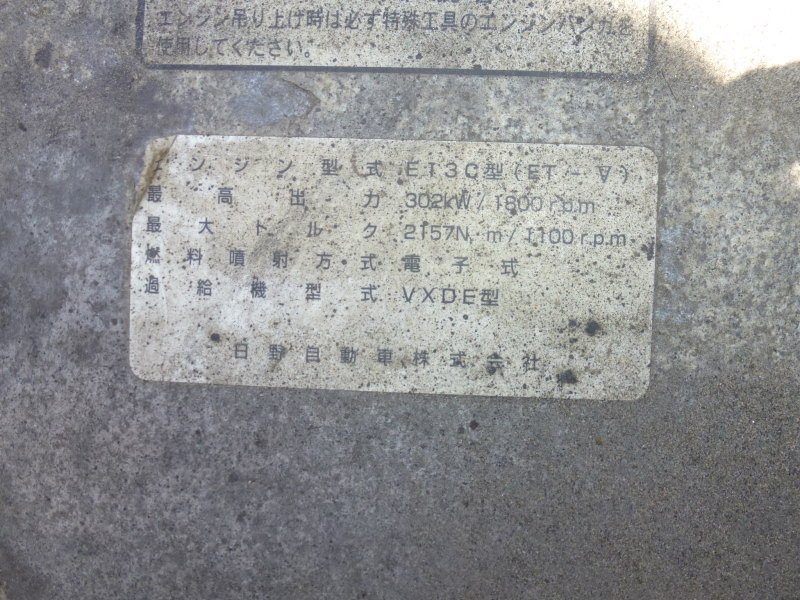 エンジン吊り上げ時は必ず特殊工具のエンジンハンガを
使用してください。
エンジン型式 E13C型(ET-V)
最高出力 302kW/1800r.p.m
最大トルク 2157N.m/1100r.p.m
燃料噴射方式 電子式
過給機型式 VXDE型
日野自動車株式会社